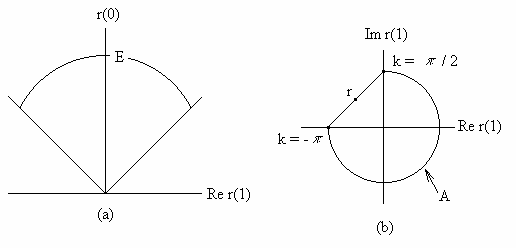 r(0)
E
Re r(1)
(a)
Im r(1)
k = π / 2
r
Re r(1)
k = - π
A
(b)